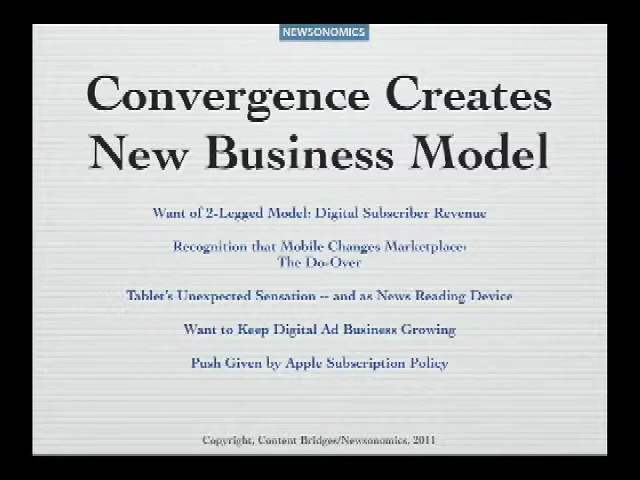 NEWSONOMICS
Convergence Creates
New Business Model
Want of 2-Legged Model: Digital Subscriber Revenue
Recognition that Mobile Changes Marketplace:
The Do-Over
Tablet's Unexpected Sensation -- and as News Reading Device
Want to Keep Digital Ad Business Growing
Push Given by Apple Subscription Policy
Copyright, Content Bridges/Newsonomics, 2011